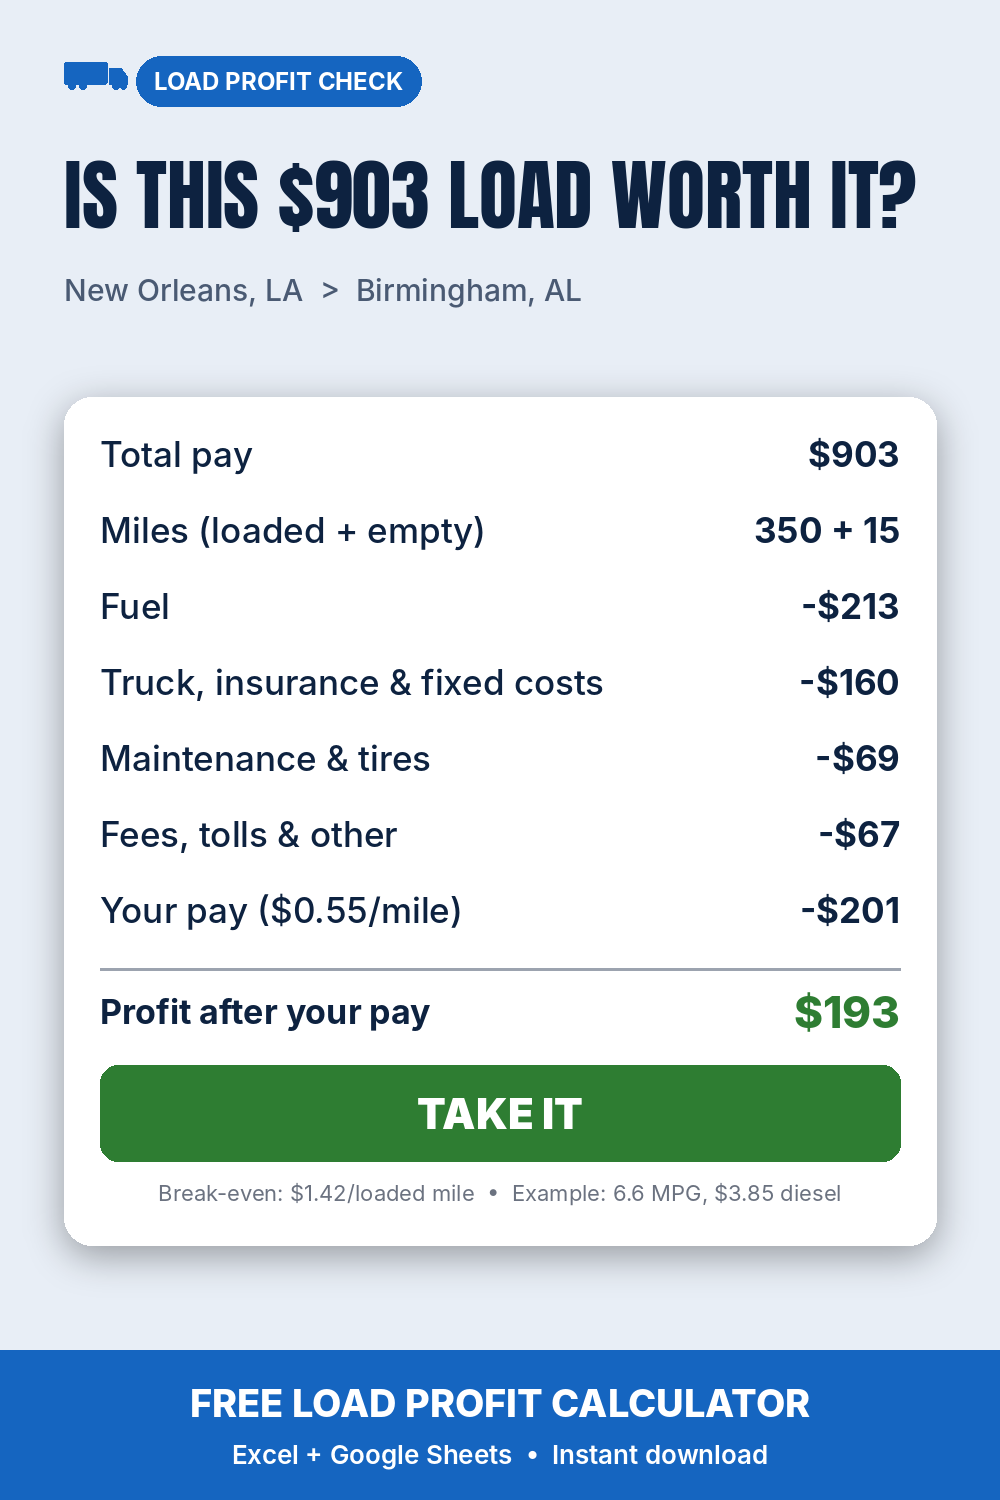 LOAD PROFIT CHECK
IS THIS $903 LOAD WORTH IT?
New Orleans, LA > Birmingham, AL
Total pay $903
Miles (loaded + empty) 350 + 15
Fuel -$213
Truck, insurance & fixed costs -$160
Maintenance & tires -$69
Fees, tolls & other -$67
Your pay ($0.55/mile) -$201
Profit after your pay $193
TAKE IT
Break-even: $1.42/loaded mile • Example: 6.6 MPG, $3.85 diesel
FREE LOAD PROFIT CALCULATOR
Excel + Google Sheets • Instant download